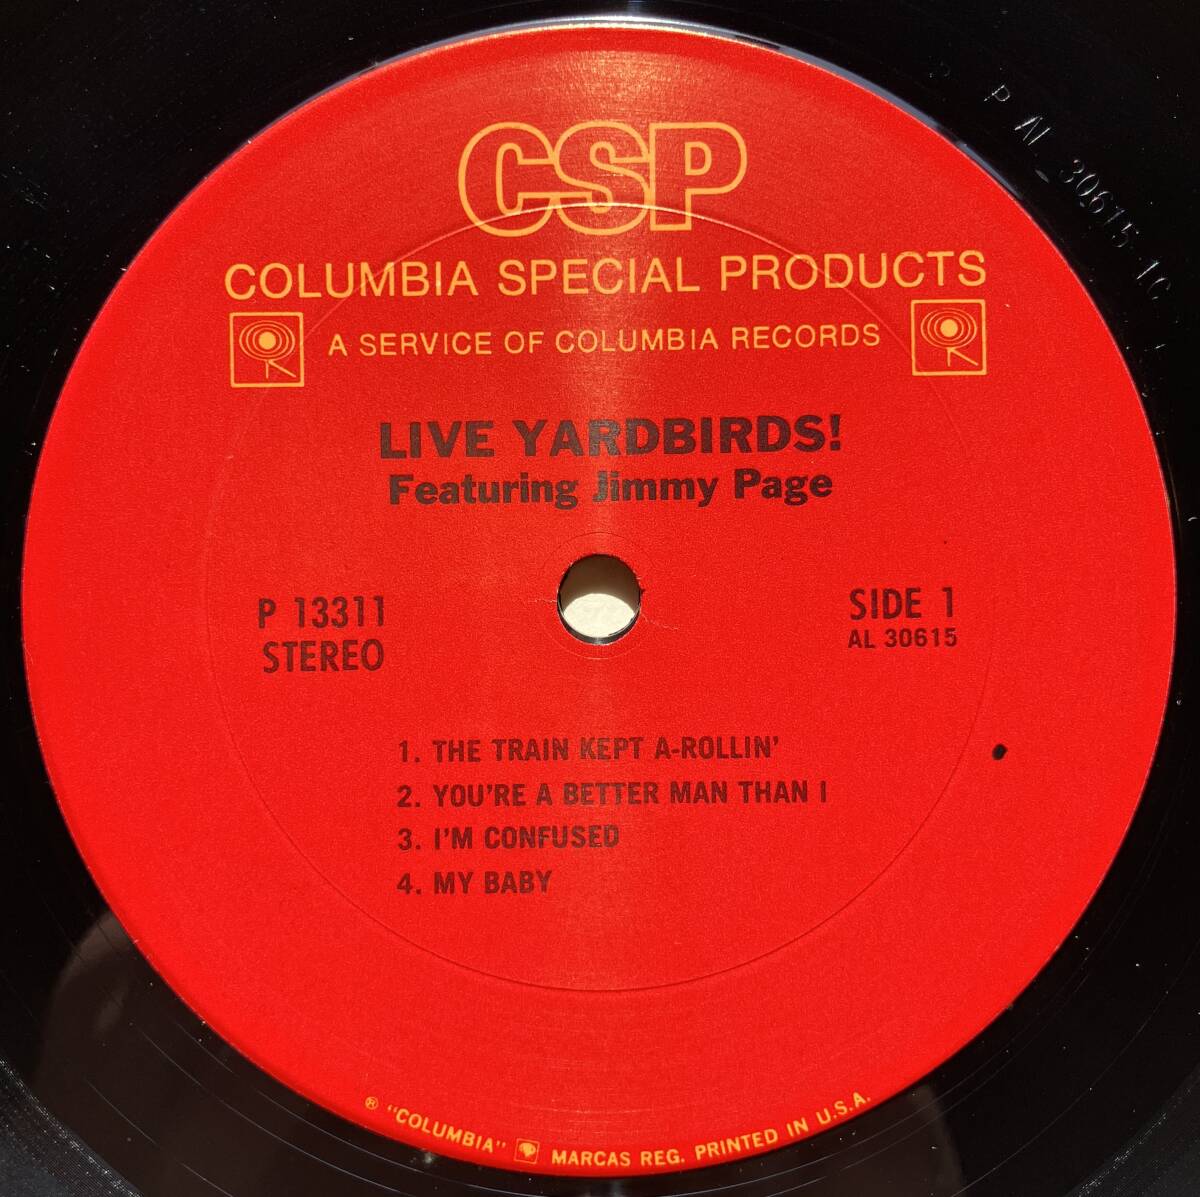 CSP
COLUMBIA SPECIAL PRODUCTS
A SERVICE OF COLUMBIA RECORDS
LIVE YARDBIRDS!
Featuring Jimmy Page
P 13311
STEREO
SIDE 1
AL 30615
1. THE TRAIN KEPT A-ROLLIN'
2. YOU'RE A BETTER MAN THAN I
3. I'M CONFUSED
4. MY BABY
® "COLUMBIA" MARCAS REG. PRINTED IN U.S.A.
P AL 30615-1C